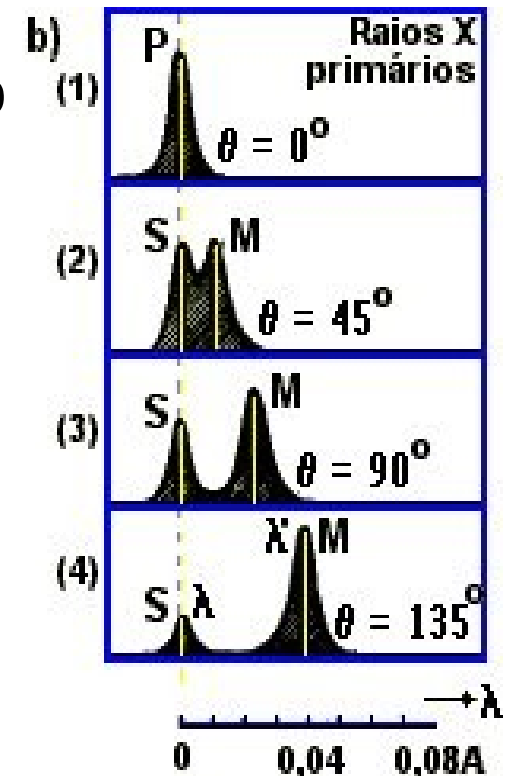 b)
Raios X
primários
P
(1)
θ = 0°
S M
(2)
θ = 45°
S M
(3)
θ = 90°
λ' M
(4)
S λ
θ = 135°
→ λ
0 0,04 0,08A